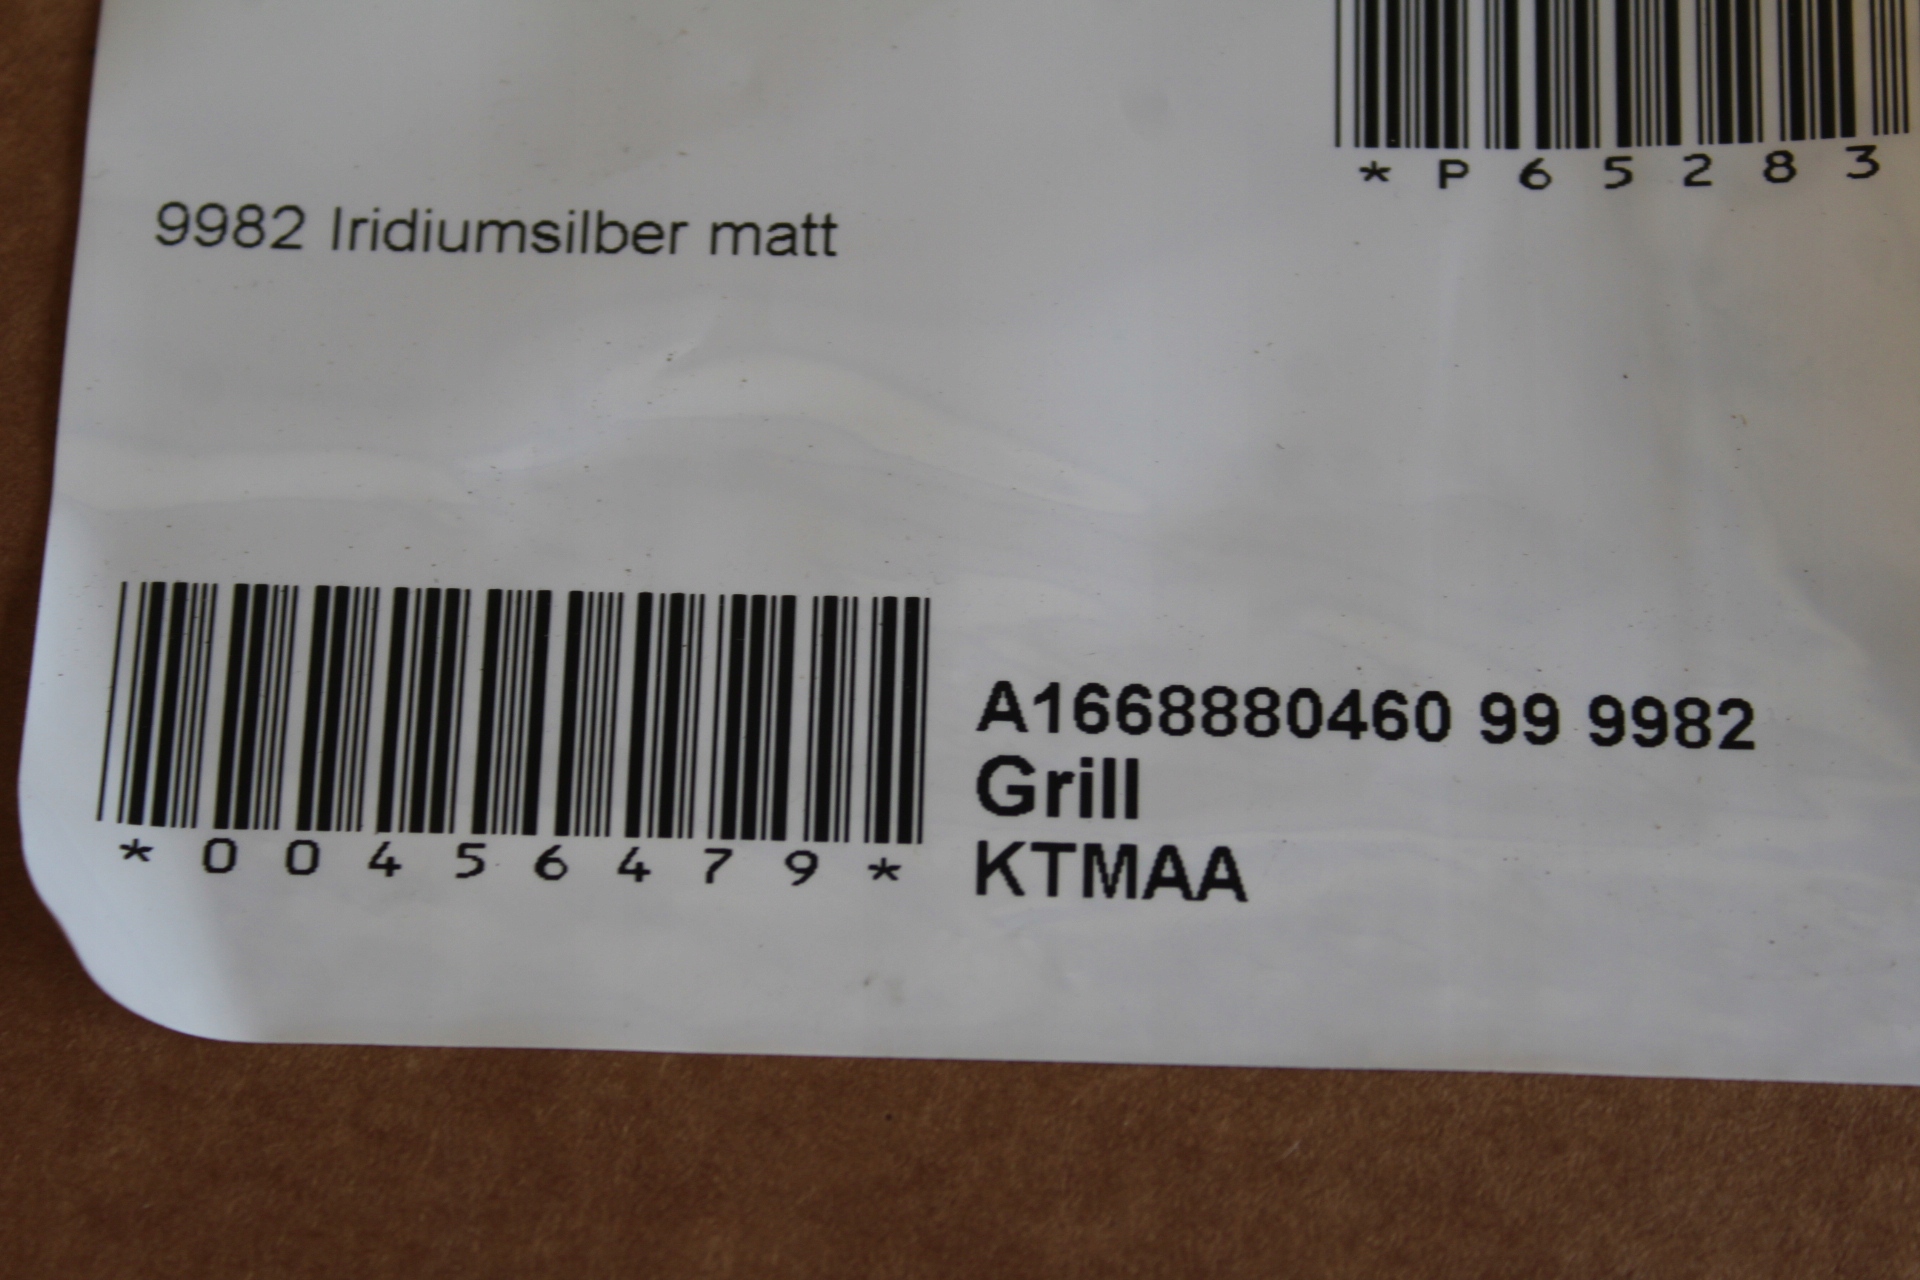 *P65283
9982 Iridiumsilber matt
*00456479*
A1668880460 99 9982
Grill
KTMAA